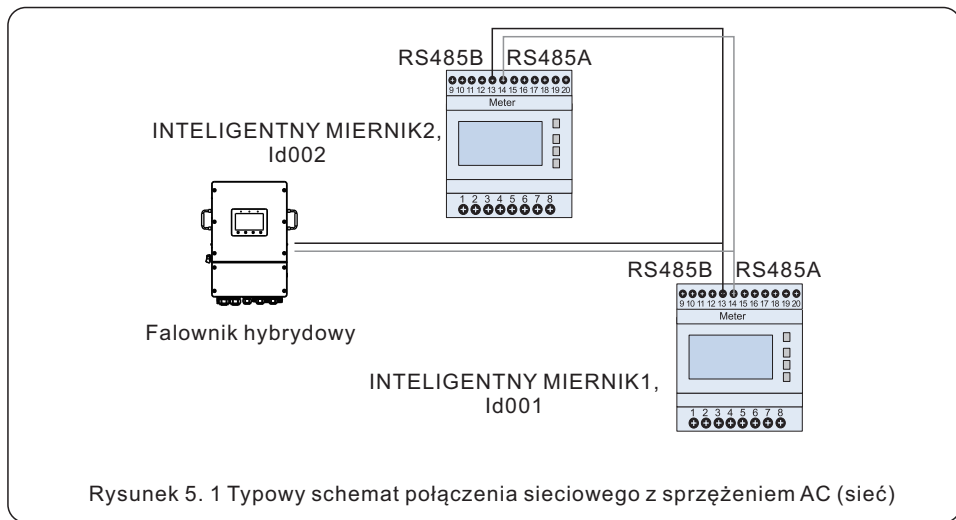 RS485B RS485A
9 10 11 12 13 14 15 16 17 18 19 20
Meter
INTELIGENTNY MIERNIK2,
Id002
1 2 3 4 5 6 7 8
RS485B RS485A
9 10 11 12 13 14 15 16 17 18 19 20
Meter
Falownik hybrydowy
INTELIGENTNY MIERNIK1,
Id001
1 2 3 4 5 6 7 8
Rysunek 5. 1 Typowy schemat połączenia sieciowego z sprzężeniem AC (sieć)